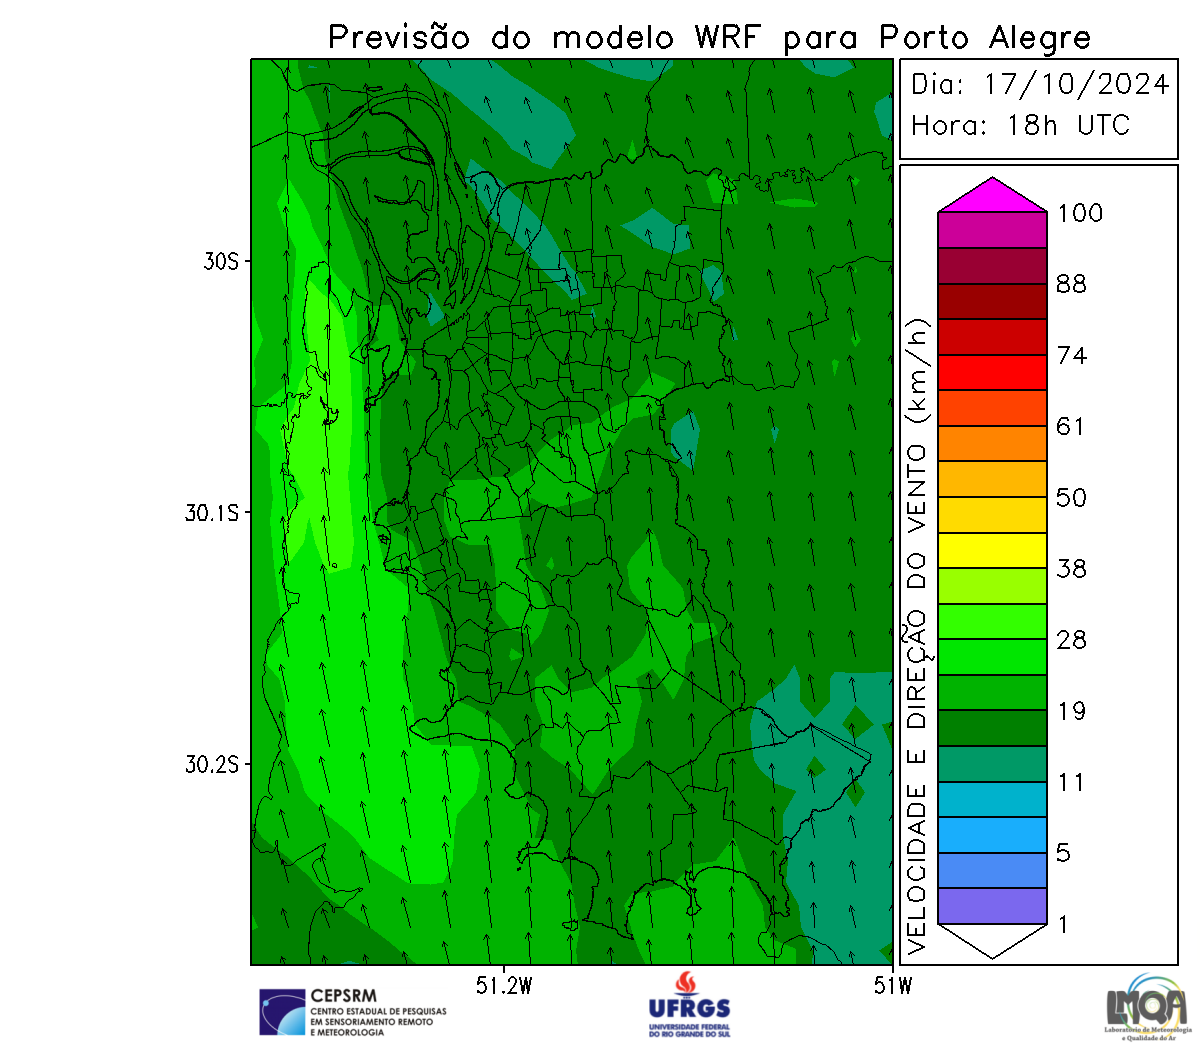 Previsão do modelo WRF para Porto Alegre
Dia: 17/10/2024
Hora: 18h UTC
30S
30.1S
30.2S
51.2W
51W
VELOCIDADE E DIREÇÃO DO VENTO (km/h)
100
88
74
61
50
38
28
19
11
5
1
CEPSRM
CENTRO ESTADUAL DE PESQUISAS
EM SENSORIAMENTO REMOTO
E METEOROLOGIA
UFRGS
UNIVERSIDADE FEDERAL
DO RIO GRANDE DO SUL
LMQA
Laboratório de Meteorologia
e Qualidade do Ar